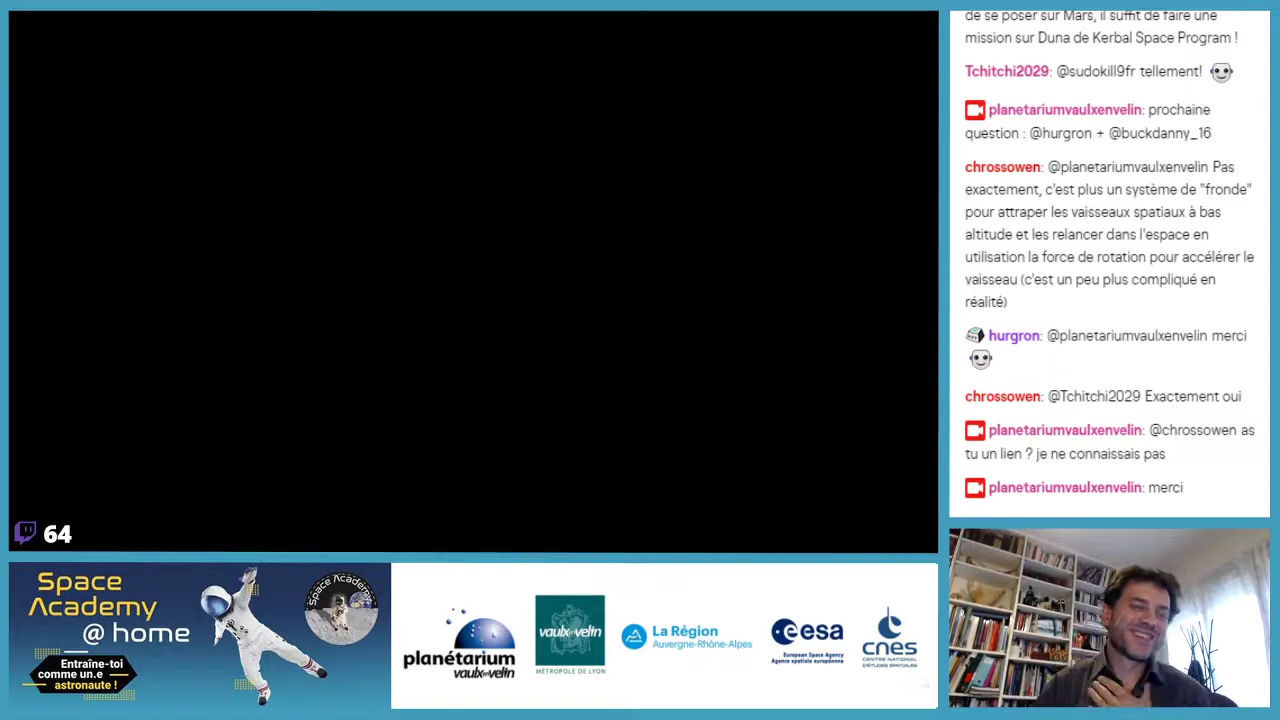 de se poser sur Mars, il suffit de faire une
mission sur Duna de Kerbal Space Program !
Tchitchi2029: @sudokill9fr tellement!
planetariumvaulxenvelin: prochaine
question : @hurgron + @buckdanny_16
chrossowen: @planetariumvaulxenvelin Pas
exactement, c'est plus un système de "fronde"
pour attraper les vaisseaux spatiaux à bas
altitude et les relancer dans l'espace en
utilisation la force de rotation pour accélérer le
vaisseau (c'est un peu plus compliqué en
réalité)
hurgron: @planetariumvaulxenvelin merci
chrossowen: @Tchitchi2029 Exactement oui
planetariumvaulxenvelin: @chrossowen as
tu un lien ? je ne connaissais pas
planetariumvaulxenvelin: merci
64
Space
Academy
@ home
Entraîne-toi
comme un.e
astronaute !
Space Academy
planétarium
vaulx en velin
vaulx en velin
MÉTROPOLE DE LYON
La Région
Auvergne-Rhône-Alpes
esa
European Space Agency
Agence spatiale européenne
cnes
CENTRE NATIONAL
D'ÉTUDES SPATIALES